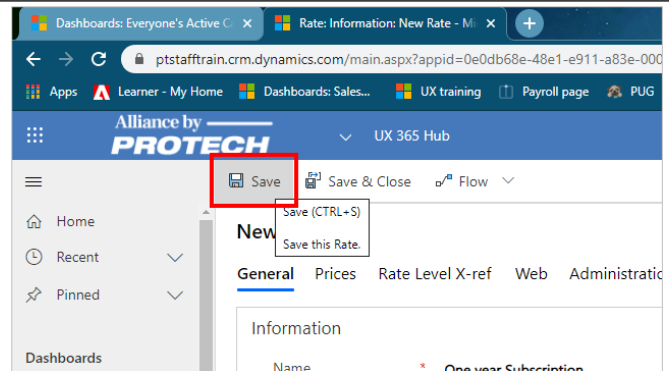 Dashboards: Everyone's Active C
Rate: Information: New Rate - Mi
ptstafftrain.crm.dynamics.com/main.aspx?appid=0e0db68e-48e1-e911-a83e-000
Apps Learner - My Home Dashboards: Sales... UX training Payroll page PUG
Alliance by
PROTECH
UX 365 Hub
Save Save & Close Flow
Save (CTRL+S)
Save this Rate.
Home
Recent
Pinned
Dashboards
New
General Prices Rate Level X-ref Web Administratio
Information
Name * One year Subscription